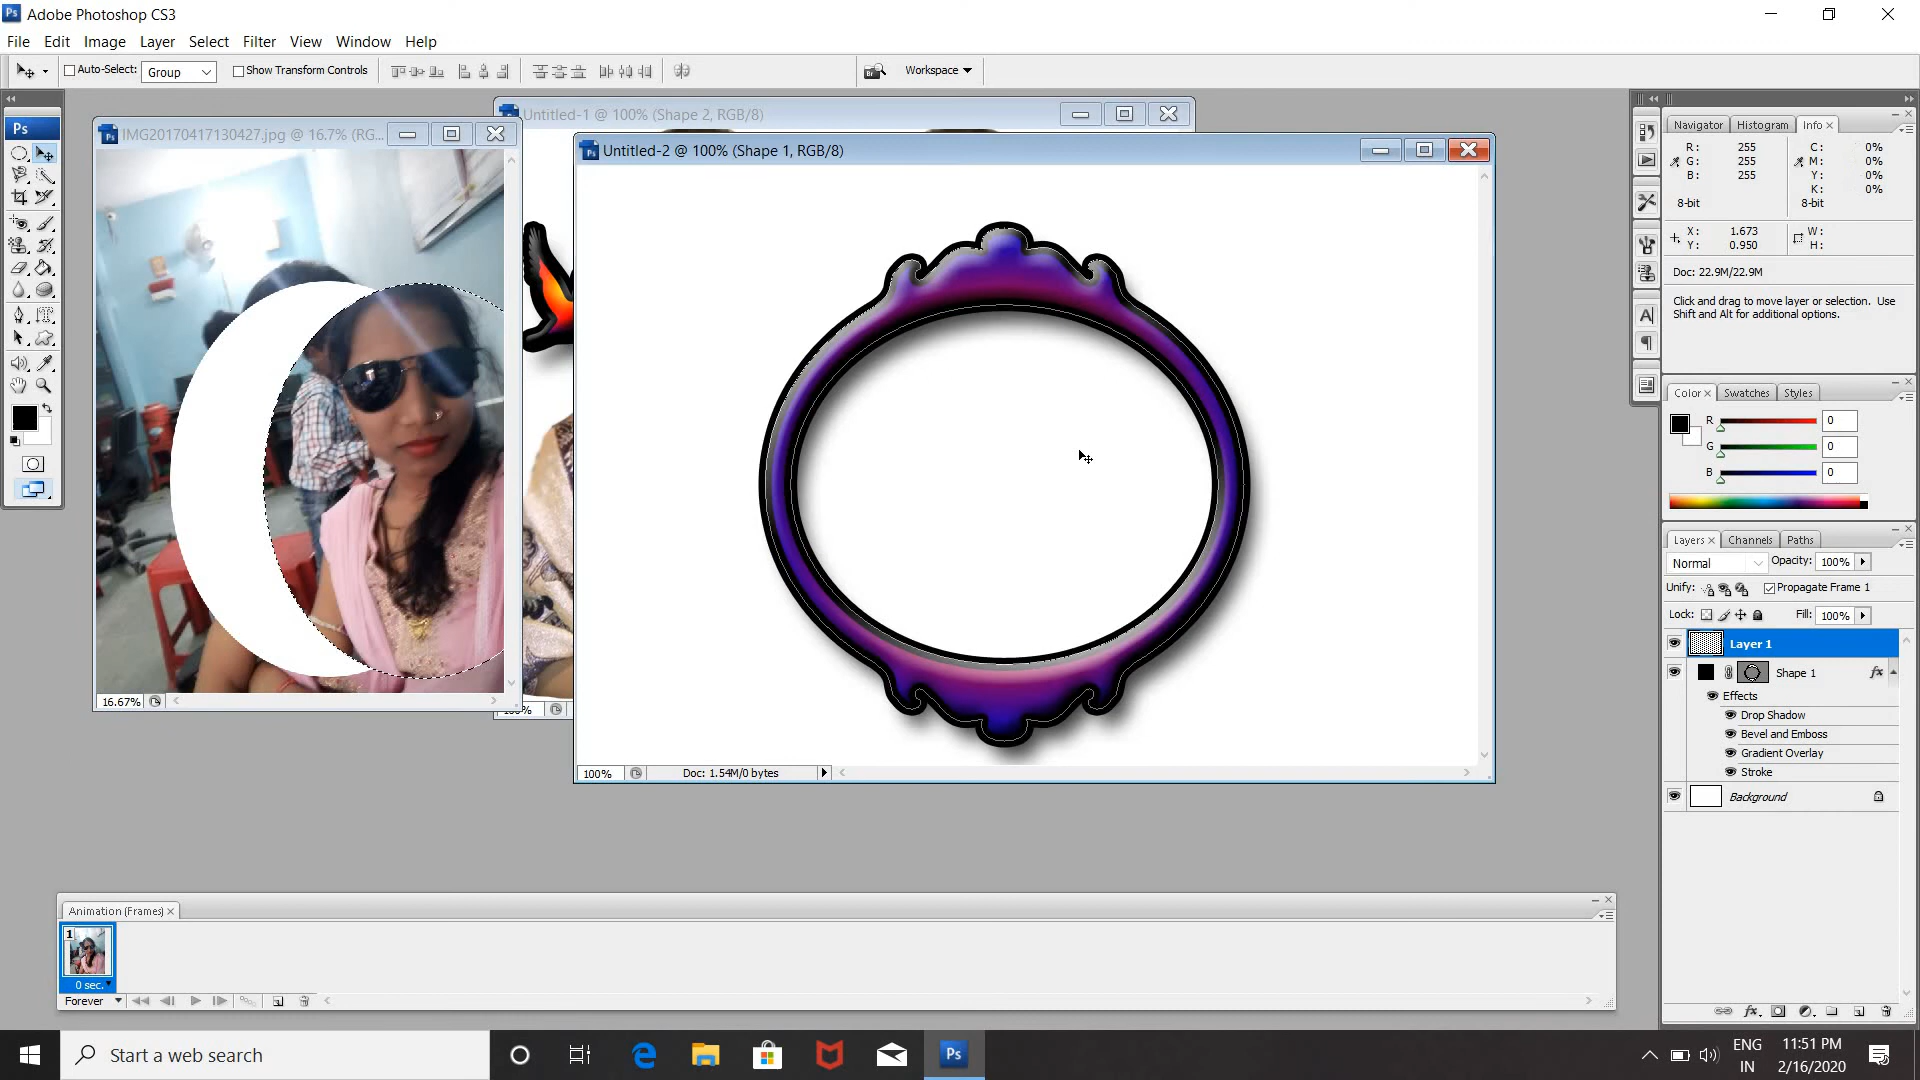 Ps Adobe Photoshop CS3
File Edit Image Layer Select Filter View Window Help
Auto-Select: Group Show Transform Controls Workspace
Ps
IMG20170417130427.jpg @ 16.7% (RG...
Untitled-1 @ 100% (Shape 2, RGB/8)
Untitled-2 @ 100% (Shape 1, RGB/8)
16.67%
100%
100% Doc: 1.54M/0 bytes
Navigator Histogram Info
R: 255 C: 0%
G: 255 M: 0%
B: 255 Y: 0%
K: 0%
8-bit 8-bit
X: 1.673 W:
Y: 0.950 H:
Doc: 22.9M/22.9M
Click and drag to move layer or selection. Use
Shift and Alt for additional options.
Color Swatches Styles
R 0
G 0
B 0
Layers Channels Paths
Normal Opacity: 100%
Unify: Propagate Frame 1
Lock: Fill: 100%
Layer 1
Shape 1 fx
Effects
Drop Shadow
Bevel and Emboss
Gradient Overlay
Stroke
Background
Animation (Frames)
1
0 sec.
Forever
Start a web search
Ps
ENG
IN
11:51 PM
2/16/2020